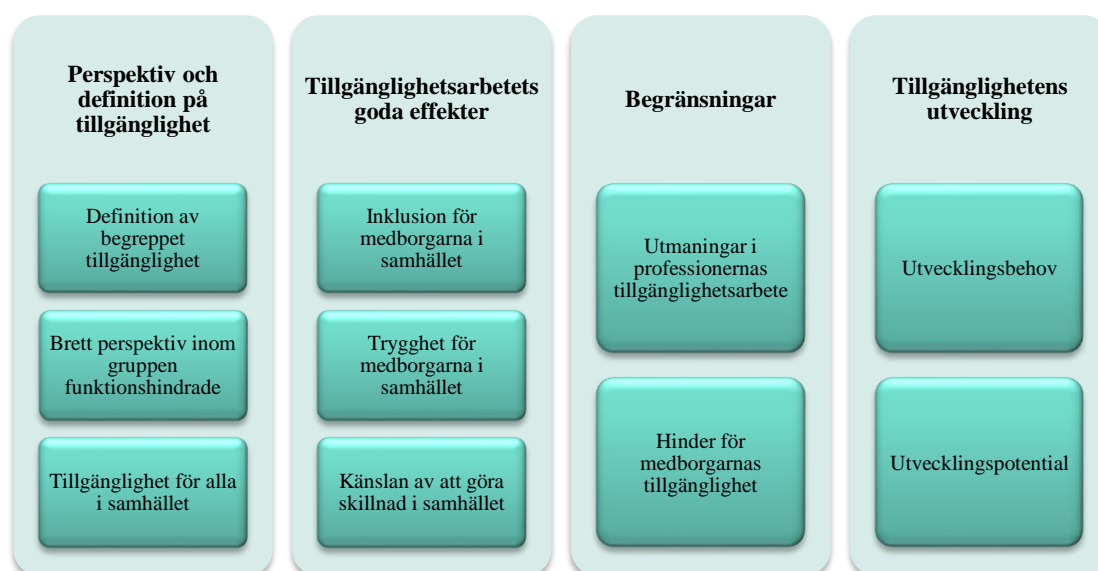 Perspektiv och
definition på
tillgänglighet
Definition av
begreppet
tillgänglighet
Brett perspektiv inom
gruppen
funktionshindrade
Tillgänglighet för alla
i samhället
Tillgänglighetsarbetets
goda effekter
Inklusion för
medborgarna i
samhället
Trygghet för
medborgarna i
samhället
Känslan av att göra
skillnad i samhället
Begränsningar
Utmaningar i
professionernas
tillgänglighetsarbete
Hinder för
medborgarnas
tillgänglighet
Tillgänglighetens
utveckling
Utvecklingsbehov
Utvecklingspotential